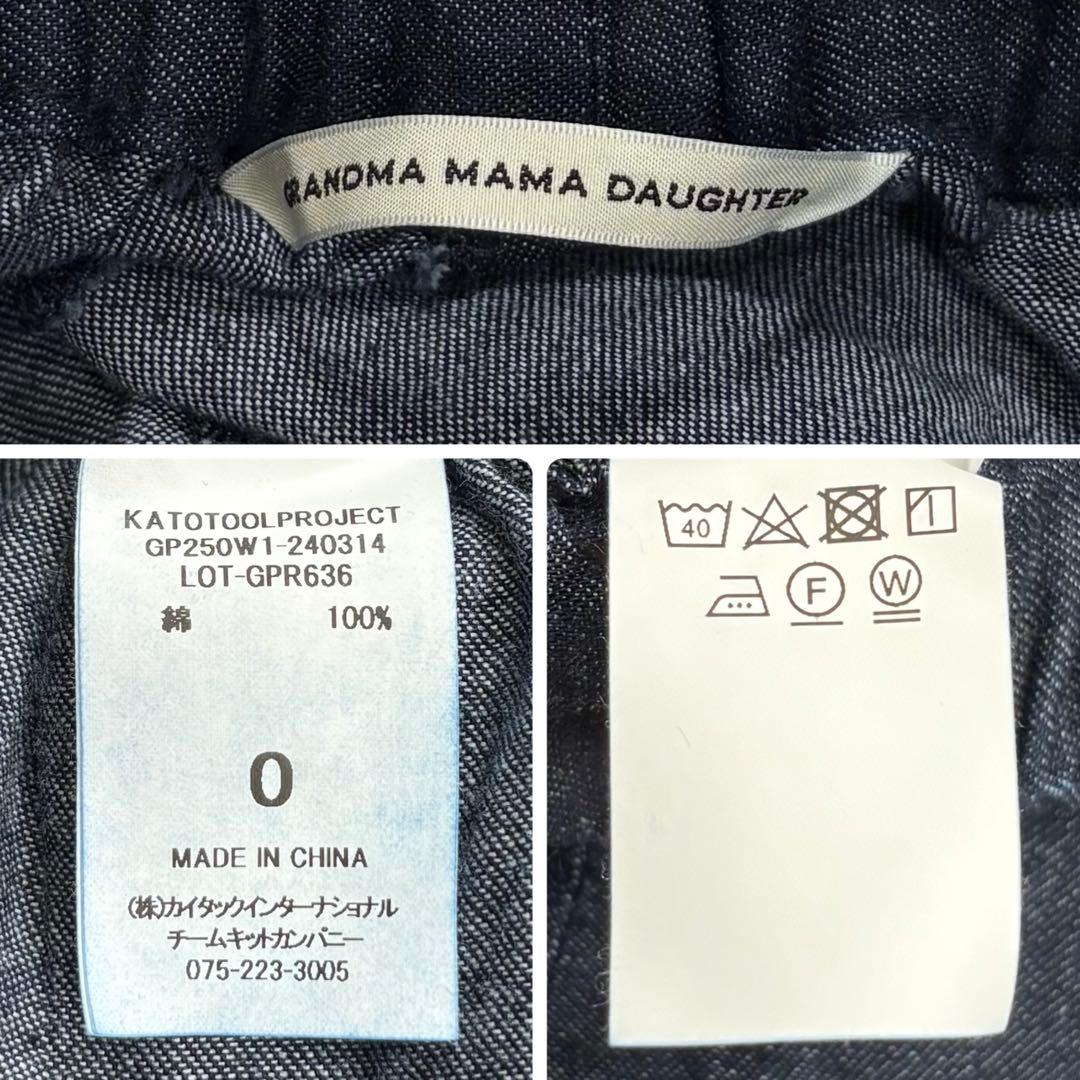 GRANDMA MAMA DAUGHTER
KATOTOOLPROJECT
GP250W1-240314
LOT-GPR636
綿 100%
0
MADE IN CHINA
(株)カイタックインターナショナル
チームキットカンパニー
075-223-3005
40
F W